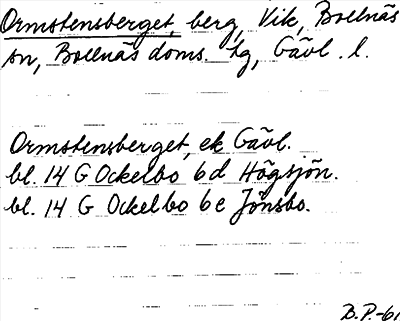 Ormstensberget, berg, Vik, Bollnäs
sn, Bollnäs doms. lg, Gävl. l.
Ormstensberget, ek Gävl.
bl. 14 G Ockelbo 6d Högsjön.
bl. 14 G Ockelbo 6e Jönsbo.
B.P.-61